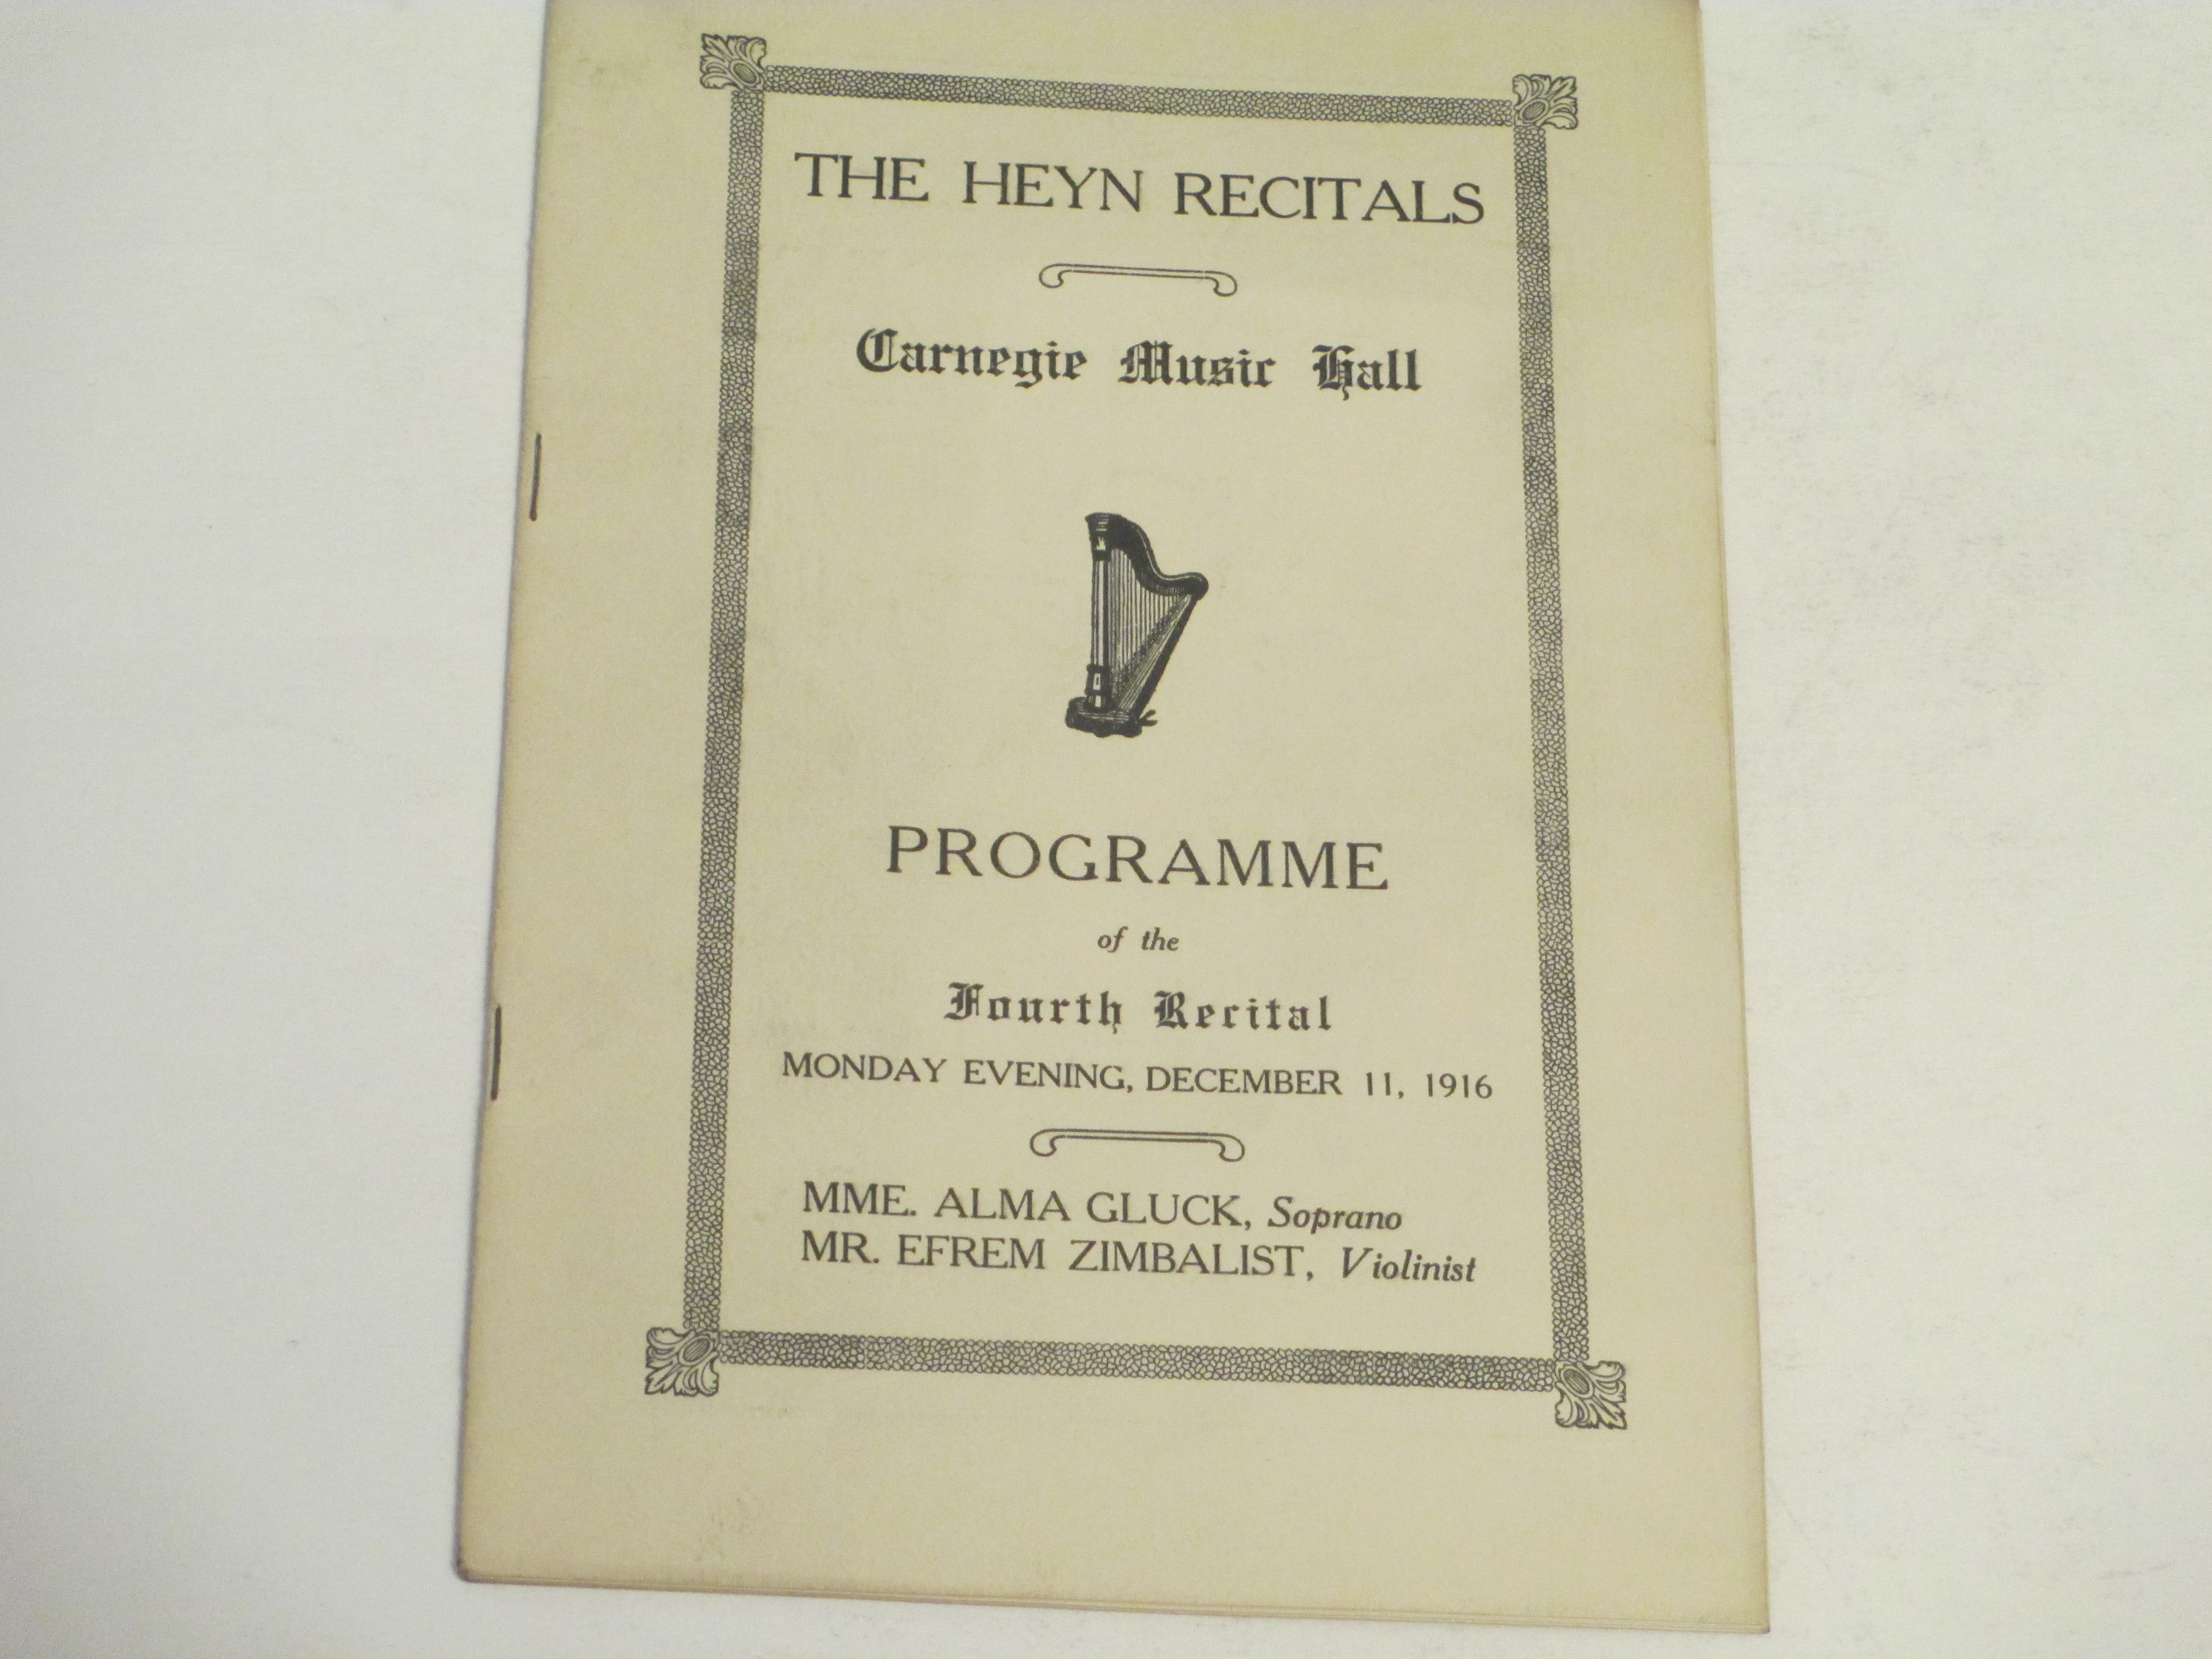 THE HEYN RECITALS
Carnegie Music Hall
PROGRAMME
of the
Fourth Recital
MONDAY EVENING, DECEMBER 11, 1916
MME. ALMA GLUCK, Soprano
MR. EFREM ZIMBALIST, Violinist